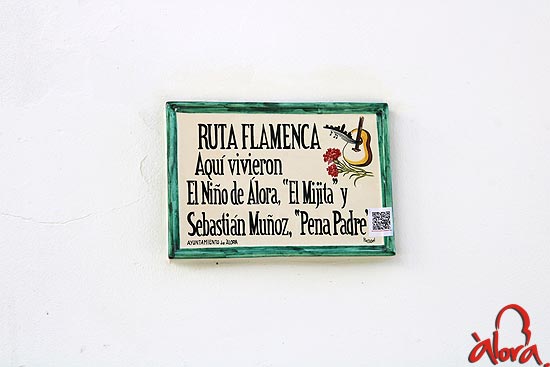 RUTA FLAMENCA
Aquí vivieron
El Niño de Álora, "El Mijita" y
Sebastián Muñoz, "Pena Padre"
AYUNTAMIENTO de ÁLORA
àlora.